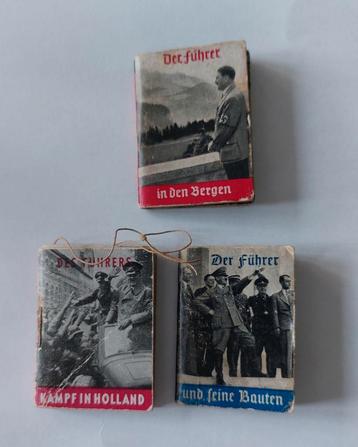 Der Führer
in den Bergen
DES FÜHRERS
KAMPF IN HOLLAND
Der Führer
und seine Bauten